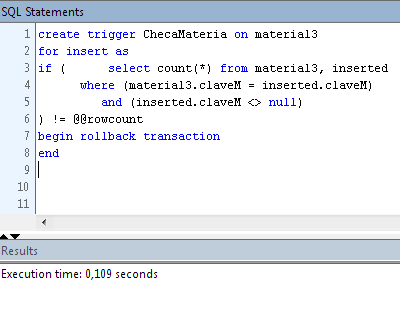 SQL Statements
1 create trigger ChecaMateria on material3
2 for insert as
3 if ( select count(*) from material3, inserted
4 where (material3.claveM = inserted.claveM)
5 and (inserted.claveM <> null)
6 ) != @@rowcount
7 begin rollback transaction
8 end
9
10
11
Results
Execution time: 0,109 seconds